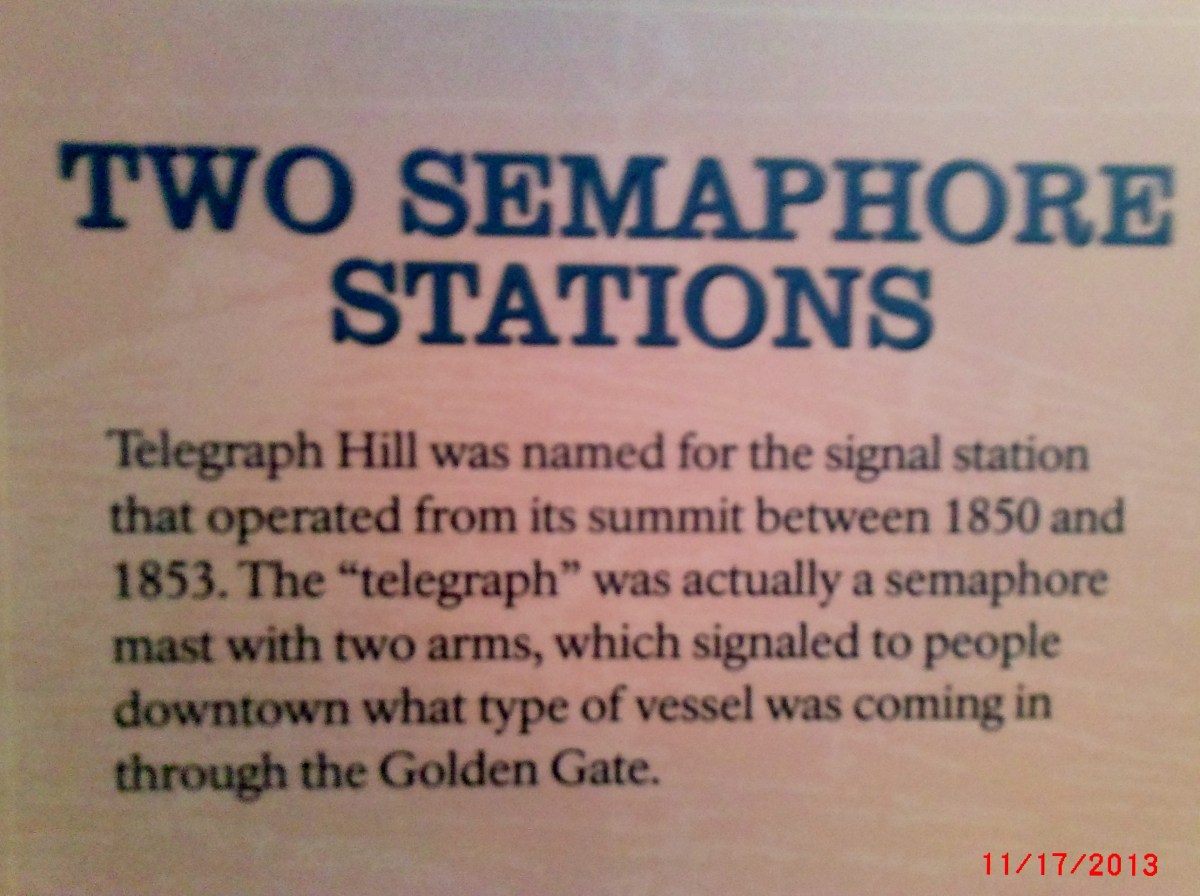 TWO SEMAPHORE
STATIONS
Telegraph Hill was named for the signal station
that operated from its summit between 1850 and
1853. The “telegraph” was actually a semaphore
mast with two arms, which signaled to people
downtown what type of vessel was coming in
through the Golden Gate.
11/17/2013